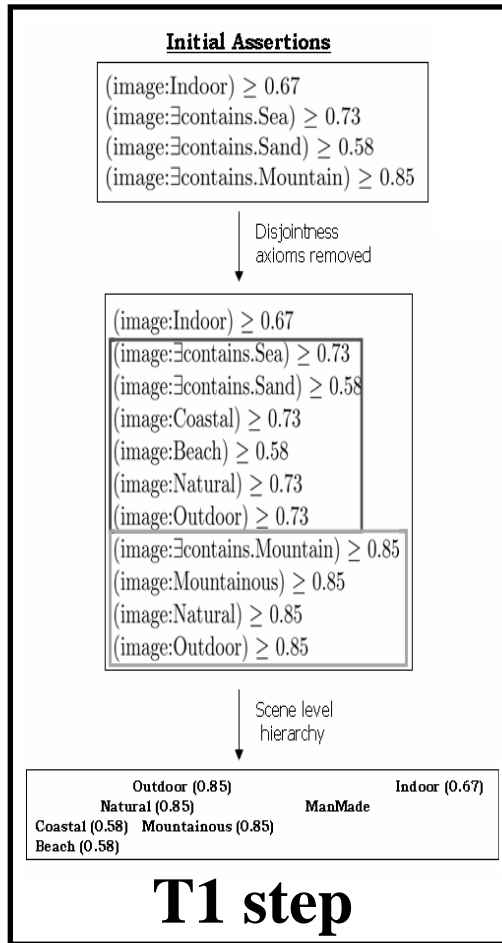 Initial Assertions
(image:Indoor) ≥ 0.67
(image:∃contains.Sea) ≥ 0.73
(image:∃contains.Sand) ≥ 0.58
(image:∃contains.Mountain) ≥ 0.85
Disjointness
axioms removed
(image:Indoor) ≥ 0.67
(image:∃contains.Sea) ≥ 0.73
(image:∃contains.Sand) ≥ 0.58
(image:Coastal) ≥ 0.73
(image:Beach) ≥ 0.58
(image:Natural) ≥ 0.73
(image:Outdoor) ≥ 0.73
(image:∃contains.Mountain) ≥ 0.85
(image:Mountainous) ≥ 0.85
(image:Natural) ≥ 0.85
(image:Outdoor) ≥ 0.85
Scene level
hierarchy
Outdoor (0.85) Indoor (0.67)
Natural (0.85) ManMade
Coastal (0.58) Mountainous (0.85)
Beach (0.58)
T1 step